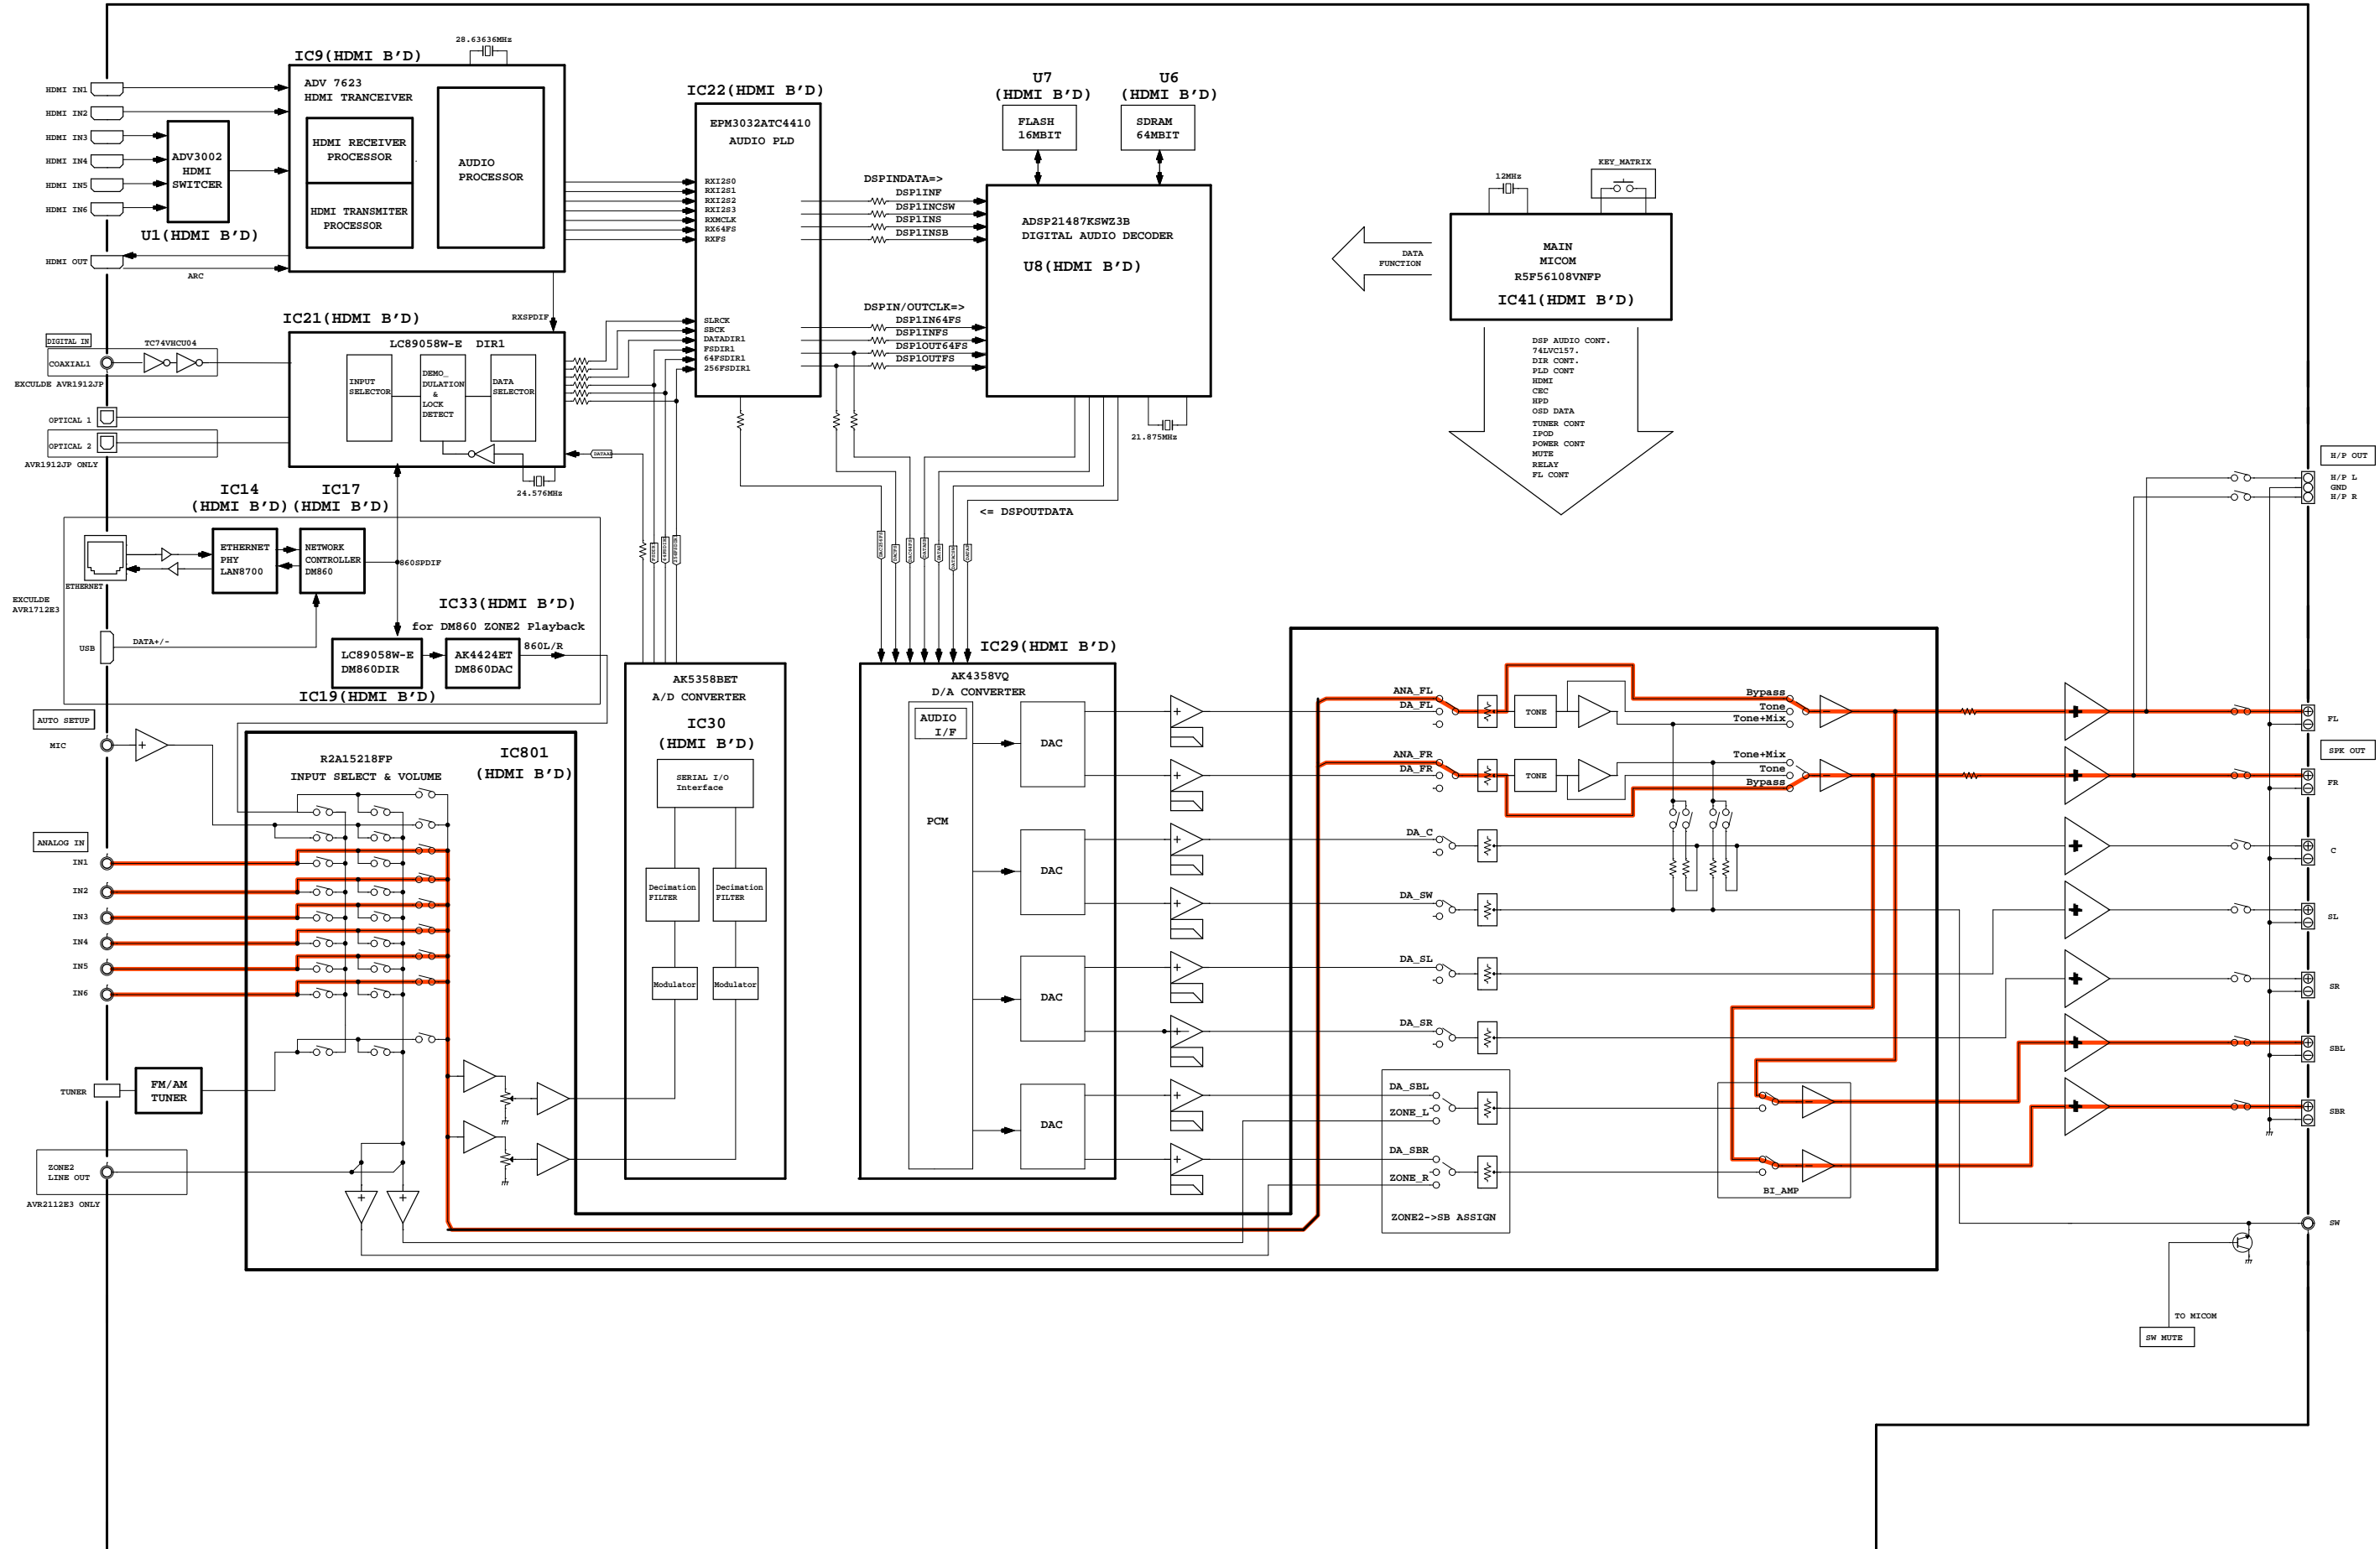 28.63636MHz
IC9(HDMI B'D)
ADV 7623
HDMI TRANCEIVER
HDMI RECEIVER
PROCESSOR
HDMI TRANSMITER
PROCESSOR
AUDIO
PROCESSOR
HDMI IN1
HDMI IN2
HDMI IN3
HDMI IN4
HDMI IN5
HDMI IN6
ADV3002
HDMI
SWITCER
U1(HDMI B'D)
HDMI OUT
ARC
IC22(HDMI B'D)
EPM3032ATC4410
AUDIO PLD
RXI2S0
RXI2S1
RXI2S2
RXI2S3
RXMCLK
RX64FS
RXFS
SLRCK
SBCK
DATADIR1
FSDIR1
64FSDIR1
256FSDIR1
DSPINDATA=>
DSP1INF
DSP1INCSW
DSP1INS
DSP1INSB
DSPIN/OUTCLK=>
DSP1IN64FS
DSP1INFS
DSP1OUT64FS
DSP1OUTFS
U7
(HDMI B'D)
FLASH
16MBIT
U6
(HDMI B'D)
SDRAM
64MBIT
ADSP21487KSWZ3B
DIGITAL AUDIO DECODER
U8(HDMI B'D)
21.875MHz
<= DSPOUTDATA
12MHz
KEY_MATRIX
MAIN
MICOM
R5F56108VNFP
IC41(HDMI B'D)
DATA
FUNCTION
DSP AUDIO CONT.
74LVC157.
DIR CONT.
PLD CONT
HDMI
CEC
HPD
OSD DATA
TUNER CONT
IPOD
POWER CONT
MUTE
RELAY
FL CONT
RXSPDIF
IC21(HDMI B'D)
LC89058W-E DIR1
INPUT
SELECTOR
DEMO_
DULATION
&
LOCK
DETECT
DATA
SELECTOR
24.576MHz
DATAAD
DIGITAL IN
COAXIAL1
TC74VHCU04
EXCULDE AVR1912JP
OPTICAL 1
OPTICAL 2
AVR1912JP ONLY
IC14
(HDMI B'D)
IC17
(HDMI B'D)
ETHERNET
PHY
LAN8700
NETWORK
CONTROLLER
DM860
860SPDIF
ETHERNET
EXCULDE
AVR1712E3
USB
DATA+/-
IC33(HDMI B'D)
for DM860 ZONE2 Playback
LC89058W-E
DM860DIR
AK4424ET
DM860DAC
860L/R
IC19(HDMI B'D)
AUTO SETUP
MIC
R2A15218FP
INPUT SELECT & VOLUME
IC801
(HDMI B'D)
ANALOG IN
IN1
IN2
IN3
IN4
IN5
IN6
TUNER
FM/AM
TUNER
ZONE2
LINE OUT
AVR2112E3 ONLY
AK5358BET
A/D CONVERTER
IC30
(HDMI B'D)
SERIAL I/O
Interface
Decimation
FILTER
Decimation
FILTER
Modulator
Modulator
IC29(HDMI B'D)
AK4358VQ
D/A CONVERTER
AUDIO
I/F
PCM
DAC
DAC
DAC
DAC
ANA_FL
DA_FL
TONE
Bypass
Tone
Tone+Mix
ANA_FR
DA_FR
TONE
Tone+Mix
Tone
Bypass
DA_C
DA_SW
DA_SL
DA_SR
DA_SBL
ZONE_L
DA_SBR
ZONE_R
ZONE2->SB ASSIGN
BI_AMP
H/P OUT
H/P L
GND
H/P R
FL
SPK OUT
FR
C
SL
SR
SBL
SBR
SW
TO MICOM
SW MUTE